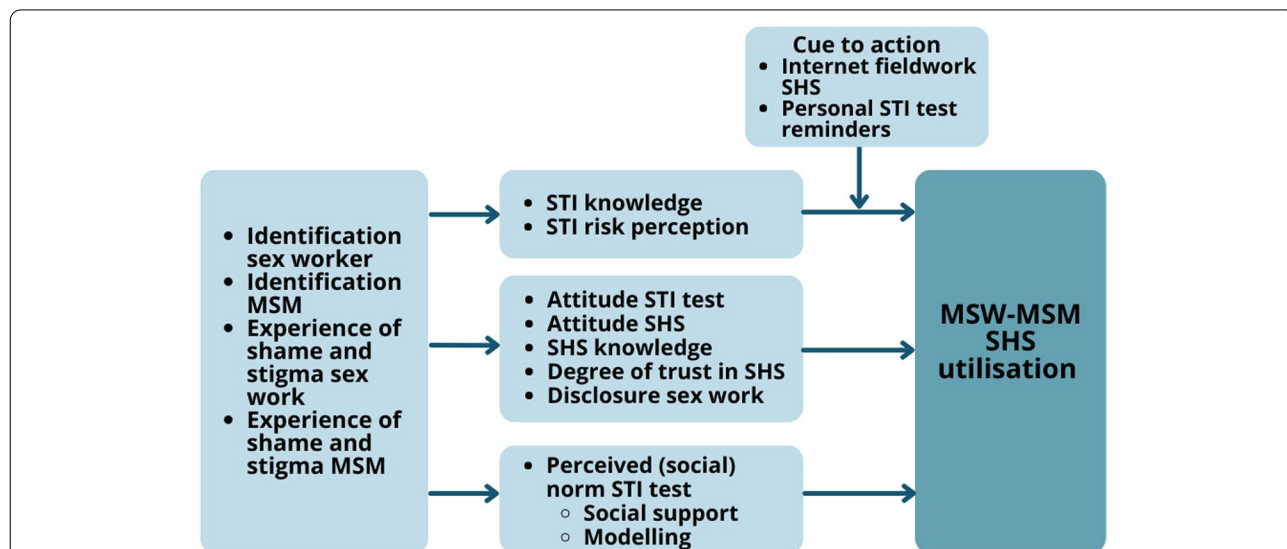 Cue to action
• Internet fieldwork
SHS
• Personal STI test
reminders
• Identification
sex worker
• Identification
MSM
• Experience of
shame and
stigma sex
work
• Experience of
shame and
stigma MSM
• STI knowledge
• STI risk perception
• Attitude STI test
• Attitude SHS
• SHS knowledge
• Degree of trust in SHS
• Disclosure sex work
• Perceived (social)
norm STI test
◦ Social support
◦ Modelling
MSW-MSM
SHS
utilisation